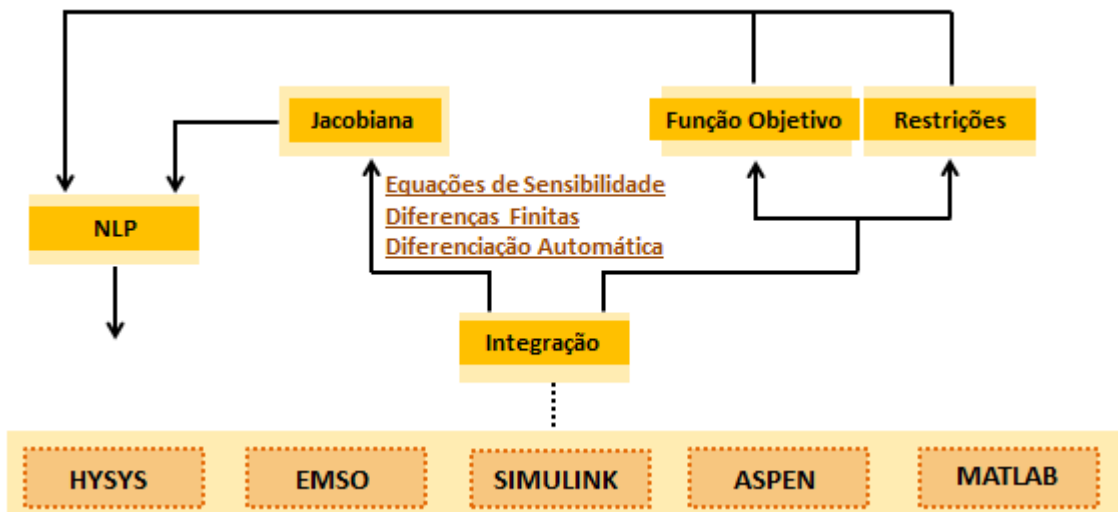 Jacobiana
Função Objetivo
Restrições
Equações de Sensibilidade
Diferenças Finitas
Diferenciação Automática
NLP
Integração
HYSYS
EMSO
SIMULINK
ASPEN
MATLAB